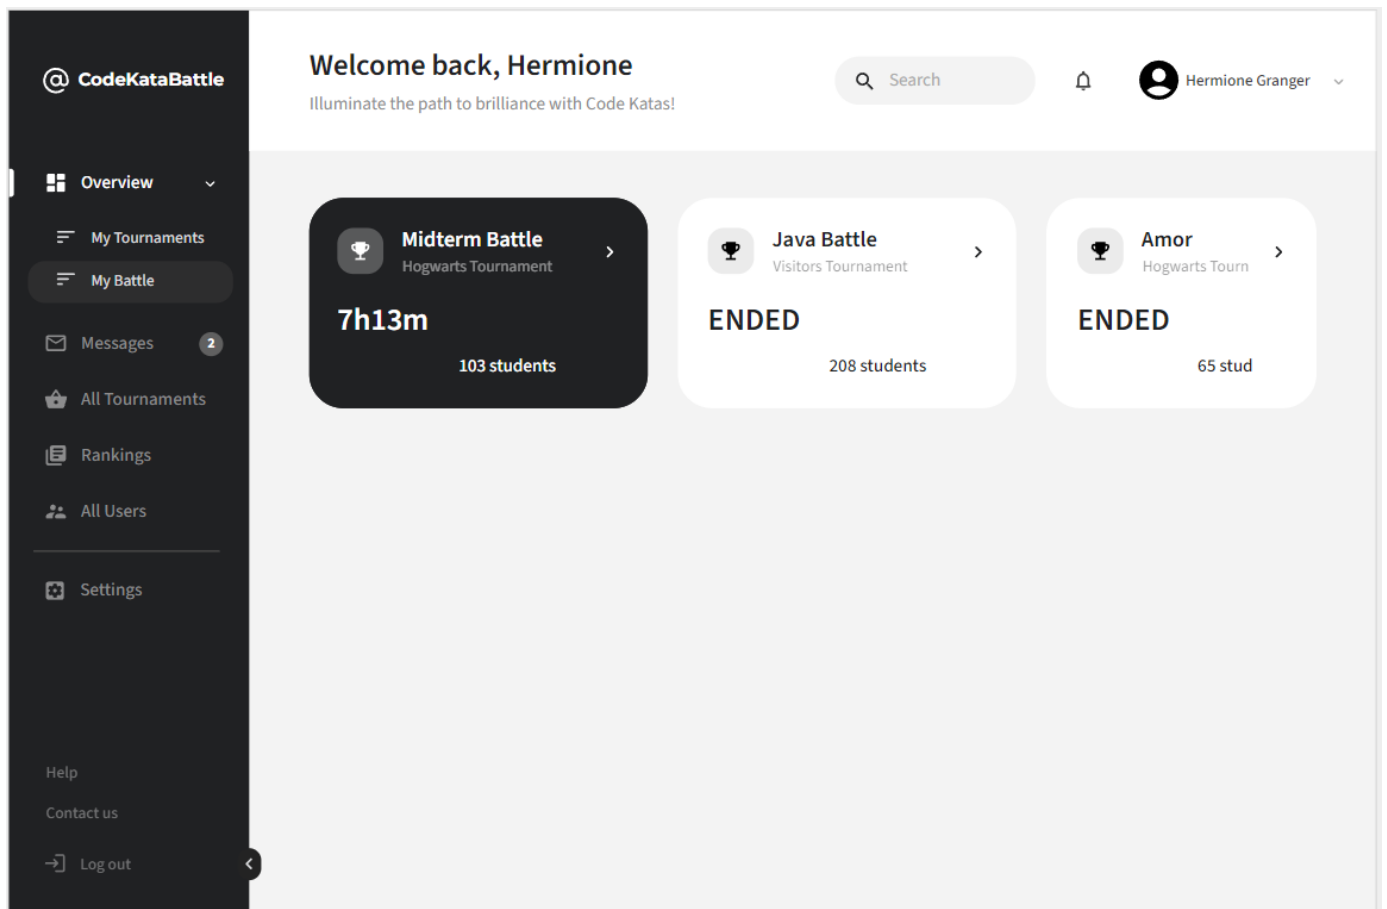 @ CodeKataBattle
Overview
My Tournaments
My Battle
Messages 2
All Tournaments
Rankings
All Users
Settings
Help
Contact us
Log out
Welcome back, Hermione
Illuminate the path to brilliance with Code Katas!
Search
Hermione Granger
Midterm Battle
Hogwarts Tournament
7h13m
103 students
Java Battle
Visitors Tournament
ENDED
208 students
Amor
Hogwarts Tourn
ENDED
65 stud